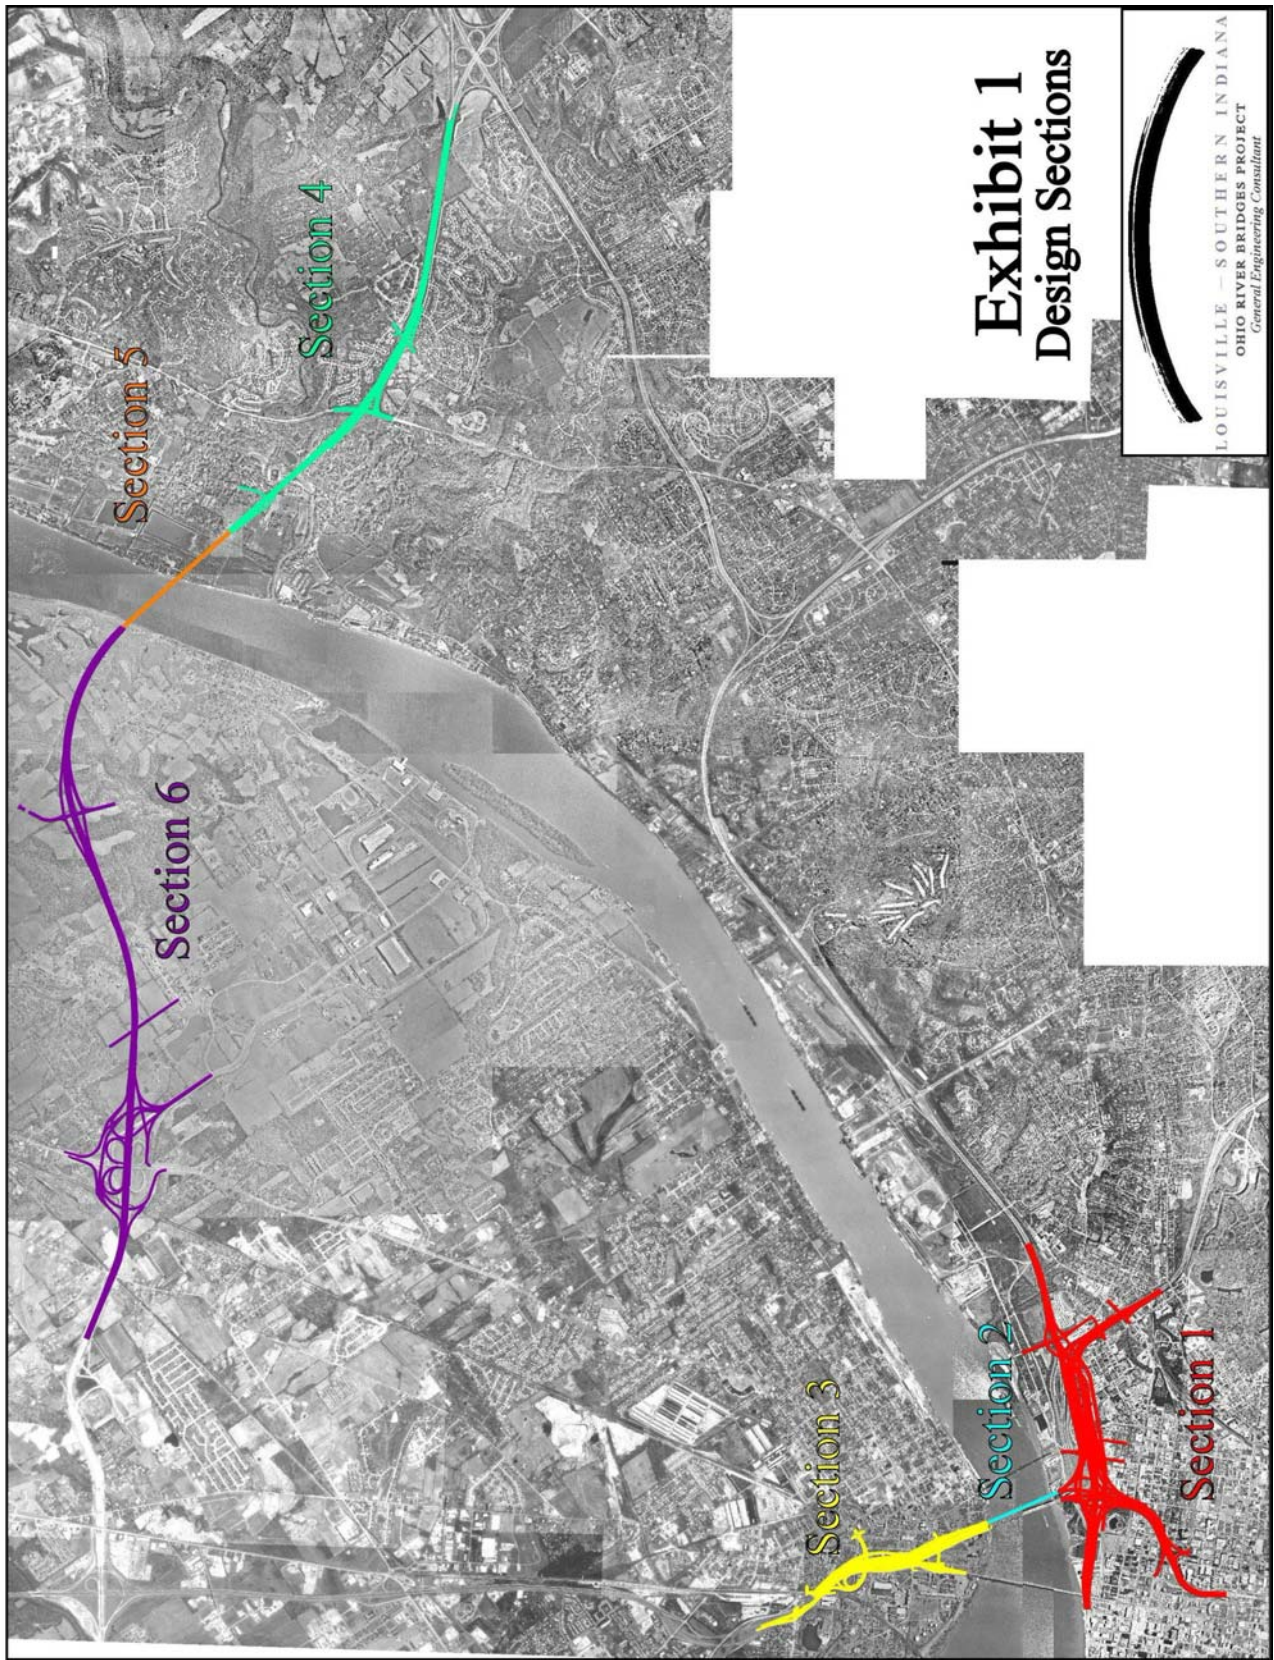 Exhibit 1
Design Sections
LOUISVILLE – SOUTHERN INDIANA
OHIO RIVER BRIDGES PROJECT
General Engineering Consultant
Section 4
Section 5
Section 6
Section 3
Section 2
Section 1